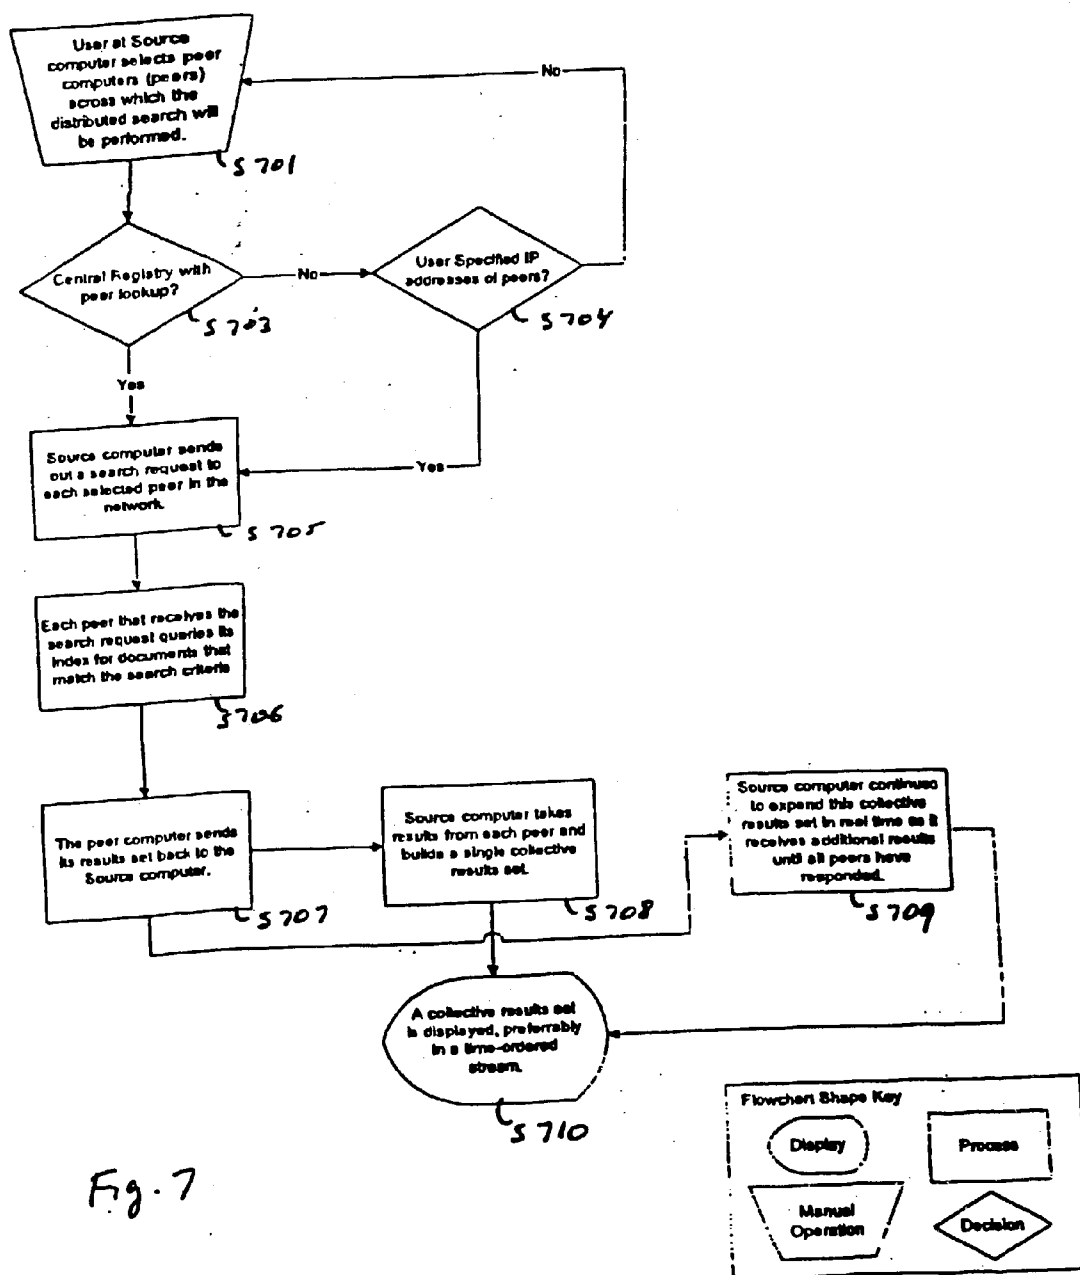 User at Source
computer selects peer
computers (peers)
across which the
distributed search will
be performed.
S701
No
Central Registry with
peer lookup?
S703
No
User Specified IP
addresses of peers?
S704
Yes
Yes
Source computer sends
out a search request to
each selected peer in the
network.
S705
Each peer that receives the
search request queries its
index for documents that
match the search criteria
S706
The peer computer sends
its results set back to the
Source computer.
S707
Source computer takes
results from each peer and
builds a single collective
results set.
S708
Source computer continues
to expand this collective
results set in real time as it
receives additional results
until all peers have
responded.
S709
A collective results set
is displayed, preferrably
in a time-ordered
stream.
S710
Fig. 7
Flowchart Shape Key
Display
Process
Manual
Operation
Decision